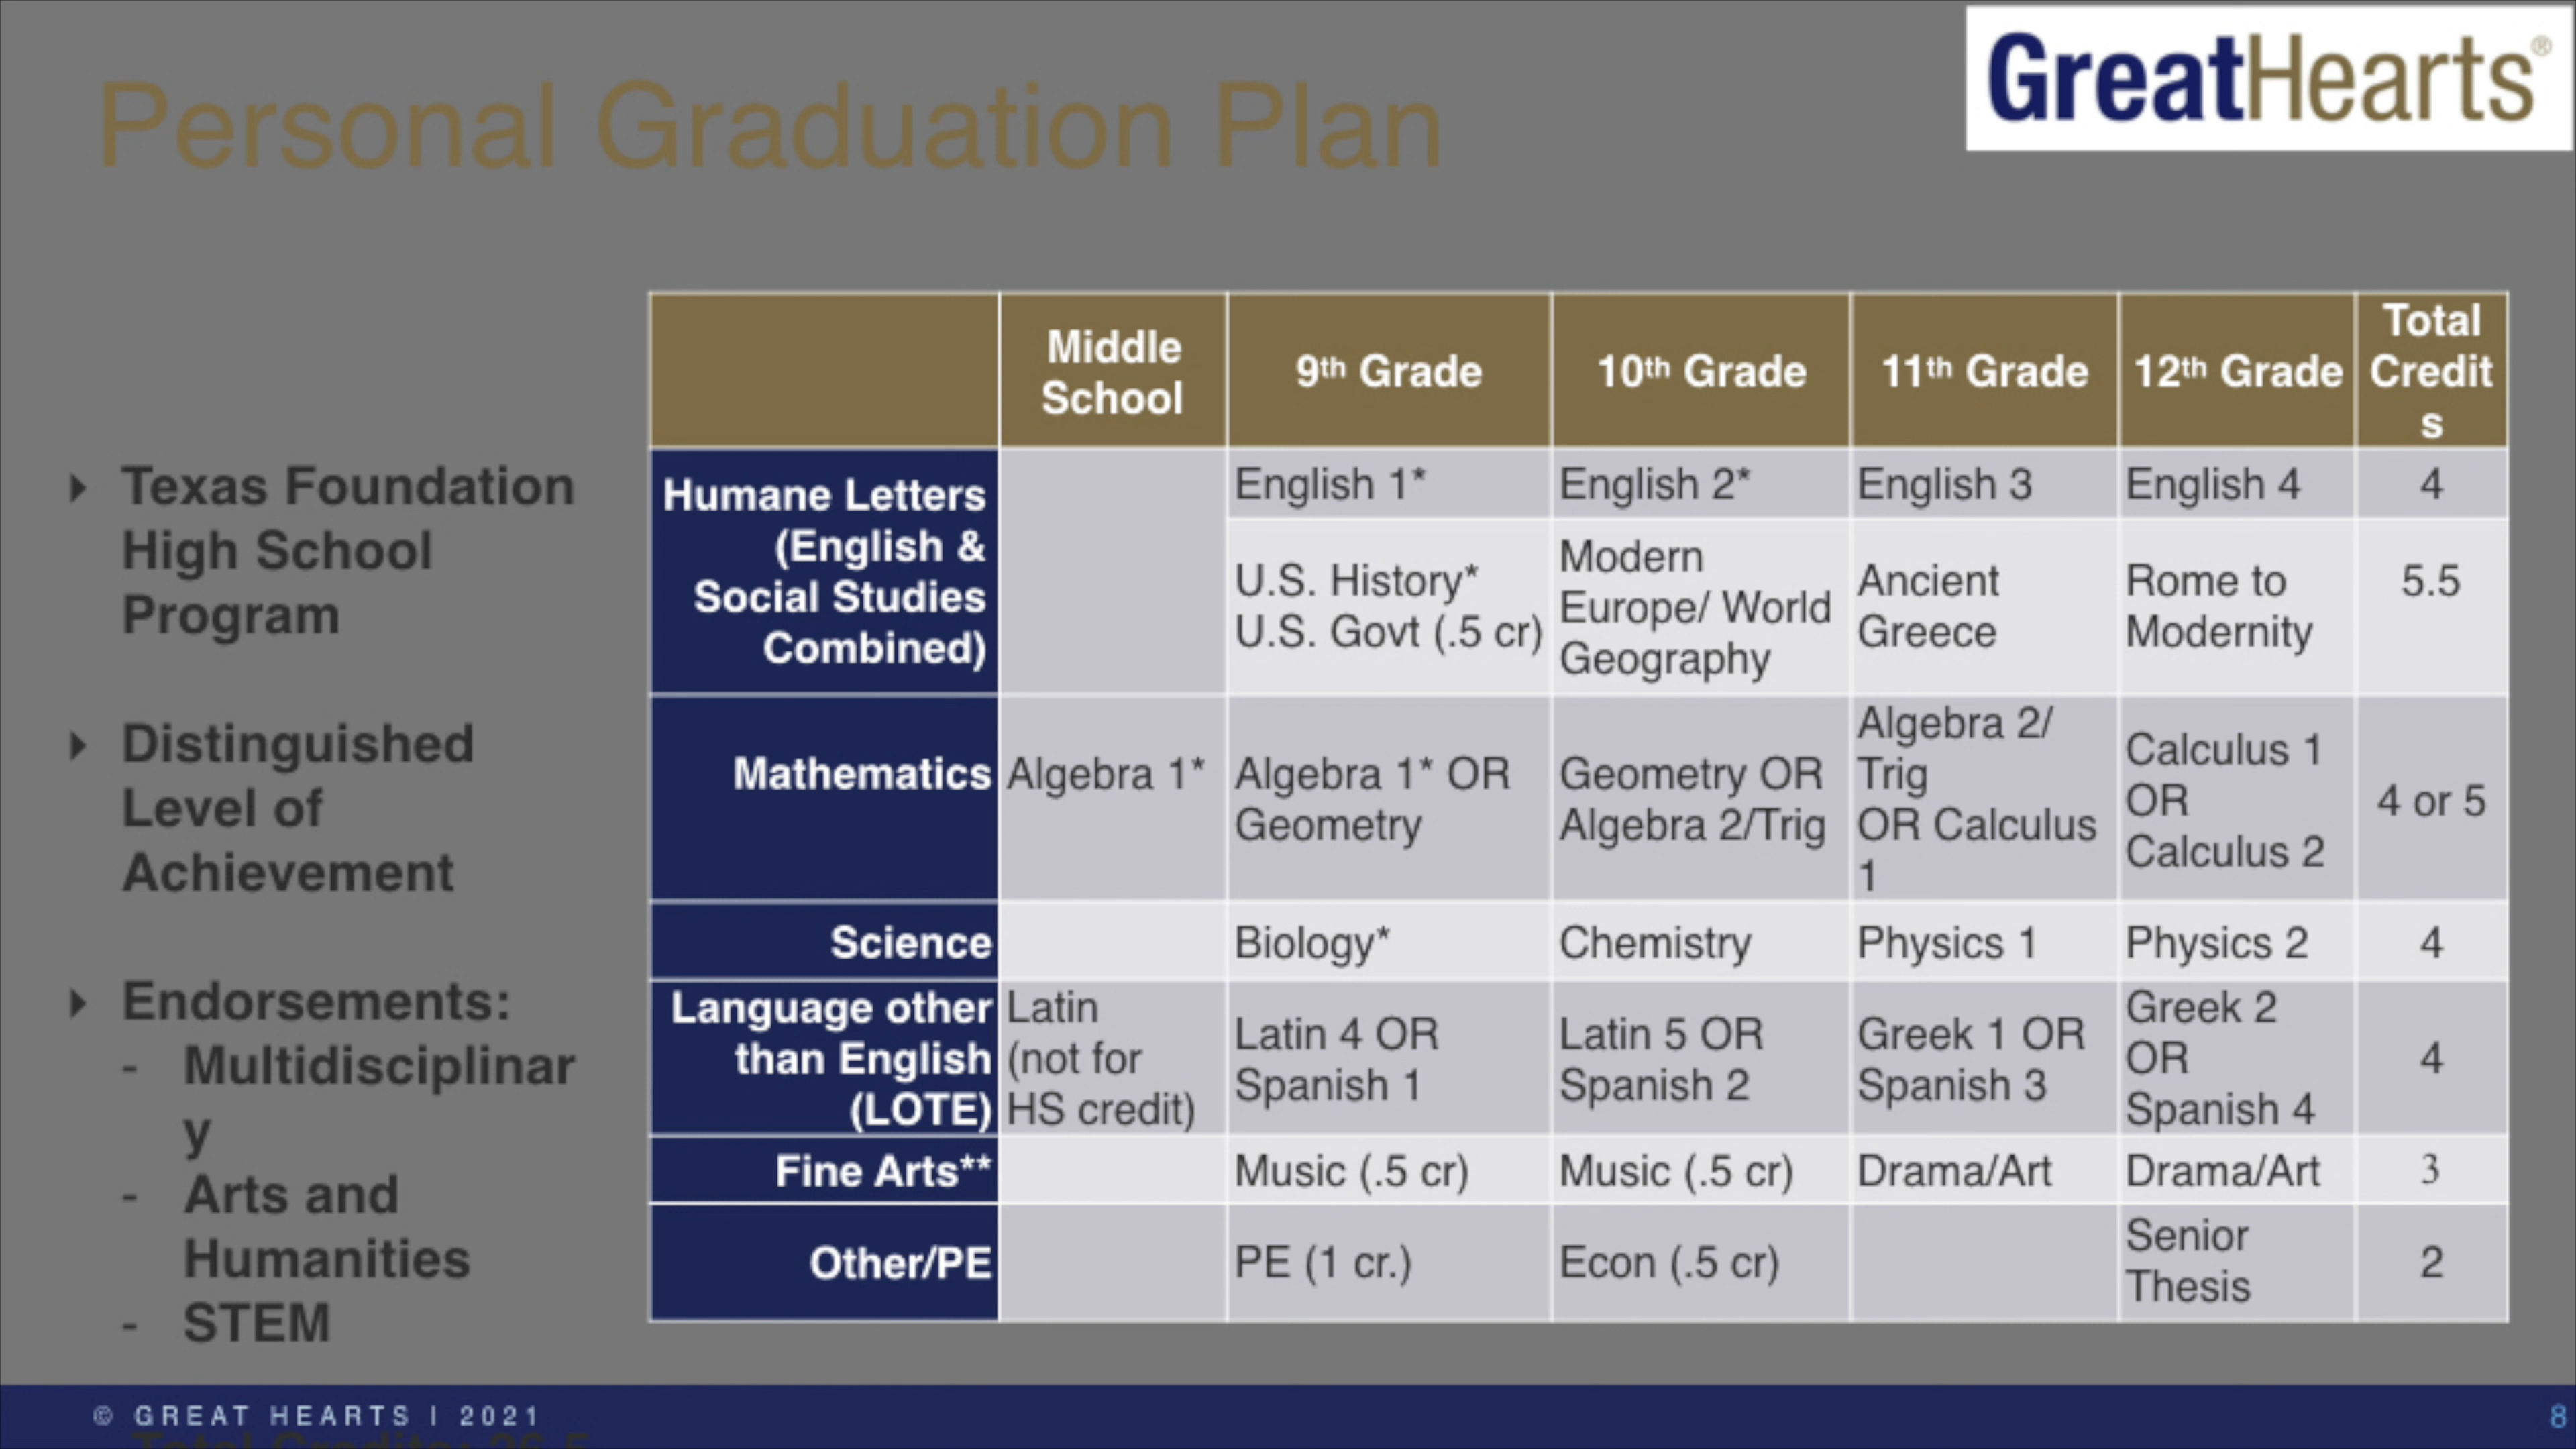 GreatHearts®
Personal Graduation Plan
Texas Foundation
High School
Program
Distinguished
Level of
Achievement
Endorsements:
- Multidisciplinar
y
- Arts and
Humanities
- STEM
Middle
School
9th Grade
10th Grade
11th Grade
12th Grade
Total
Credit
s
Humane Letters
(English &
Social Studies
Combined)
English 1*
English 2*
English 3
English 4
4
U.S. History*
U.S. Govt (.5 cr)
Modern
Europe/ World
Geography
Ancient
Greece
Rome to
Modernity
5.5
Mathematics
Algebra 1*
Algebra 1* OR
Geometry
Geometry OR
Algebra 2/Trig
Algebra 2/
Trig
OR Calculus
1
Calculus 1
OR
Calculus 2
4 or 5
Science
Biology*
Chemistry
Physics 1
Physics 2
4
Language other
than English
(LOTE)
Latin
(not for
HS credit)
Latin 4 OR
Spanish 1
Latin 5 OR
Spanish 2
Greek 1 OR
Spanish 3
Greek 2
OR
Spanish 4
4
Fine Arts**
Music (.5 cr)
Music (.5 cr)
Drama/Art
Drama/Art
3
Other/PE
PE (1 cr.)
Econ (.5 cr)
Senior
Thesis
2
© GREAT HEARTS | 2021
8
Total Credits: 26.5